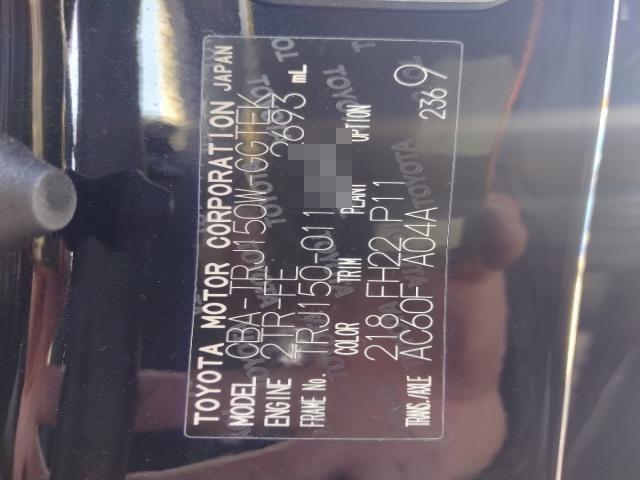 TOYOTA MOTOR CORPORATION JAPAN
MODEL CBA-TRJ150W-GGTEK
ENGINE 2TR-FE 2693 mL
FRAME No. TRJ150-011
COLOR TRIM PLANT OPTION
218 FH22 P11
TRANS./AXLE AC60F A04A 2369